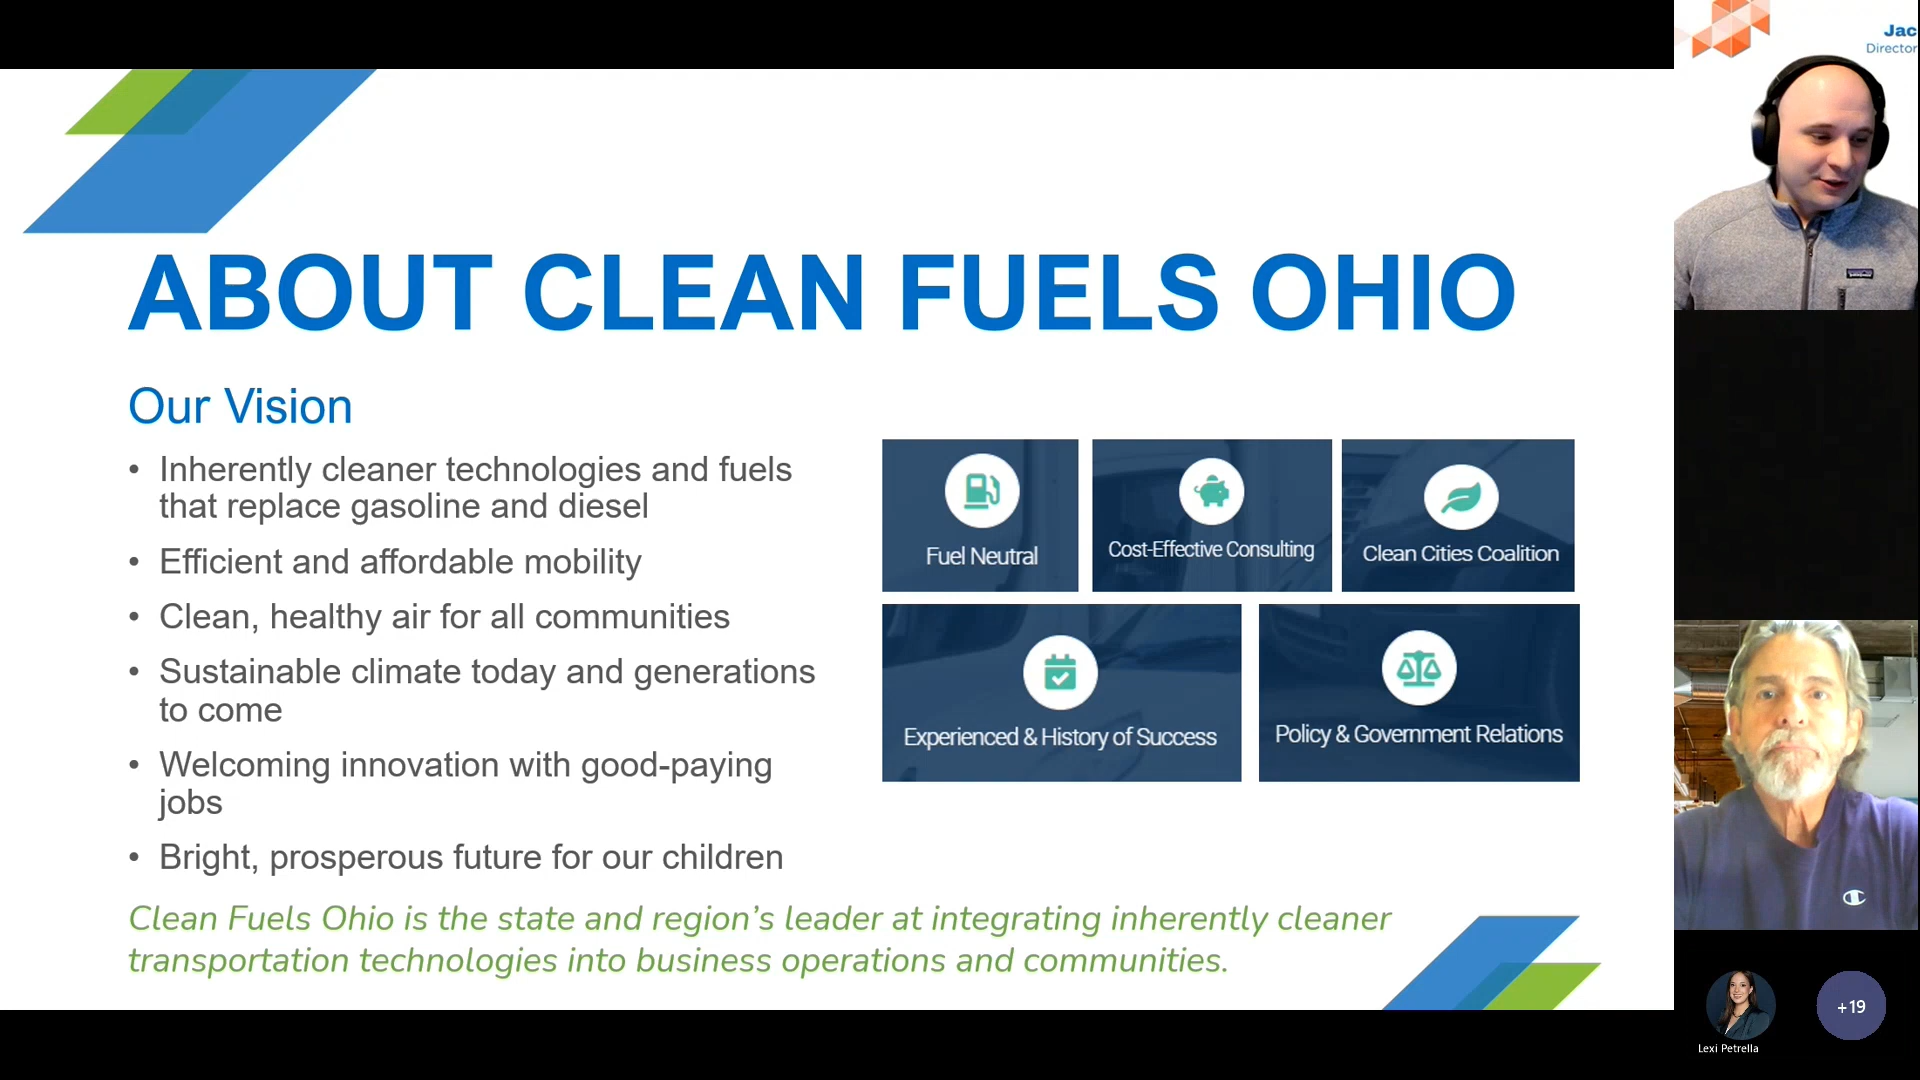 ABOUT CLEAN FUELS OHIO
Our Vision
• Inherently cleaner technologies and fuels
that replace gasoline and diesel
• Efficient and affordable mobility
• Clean, healthy air for all communities
• Sustainable climate today and generations
to come
• Welcoming innovation with good-paying
jobs
• Bright, prosperous future for our children
Clean Fuels Ohio is the state and region’s leader at integrating inherently cleaner
transportation technologies into business operations and communities.
Fuel Neutral
Cost-Effective Consulting
Clean Cities Coalition
Experienced & History of Success
Policy & Government Relations
Jac
Director
patagonia
Lexi Petrella
+19